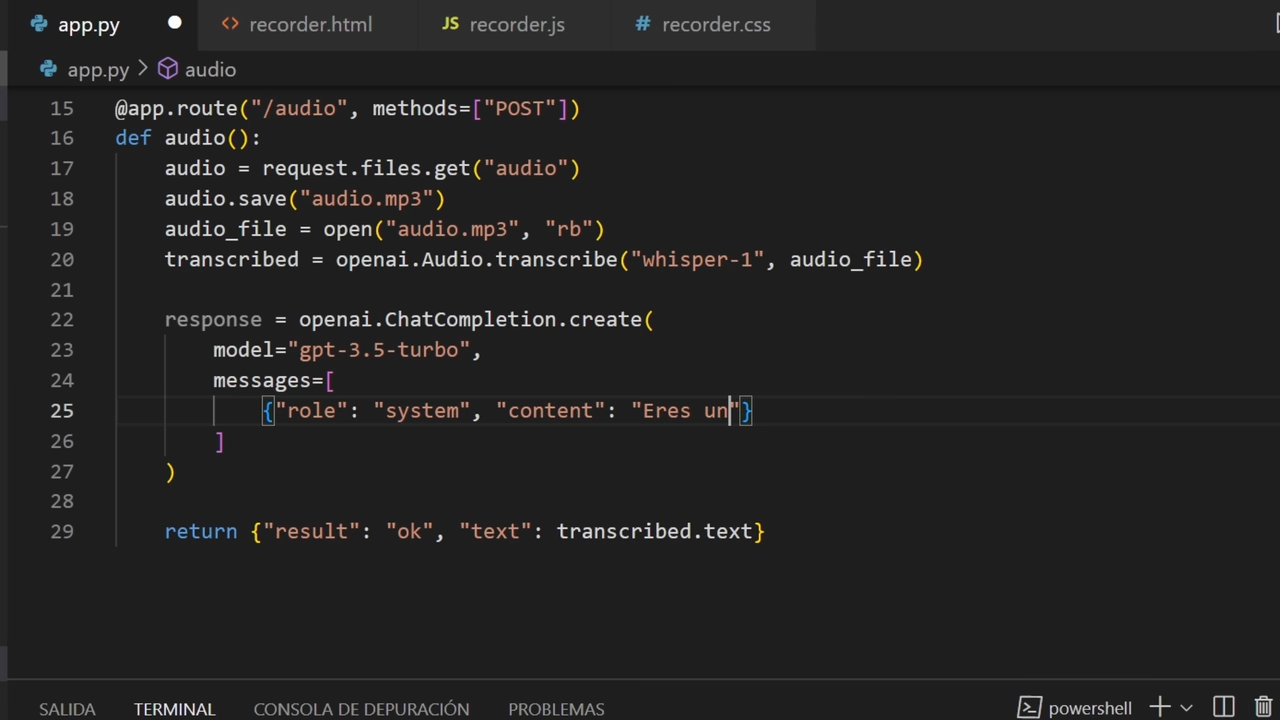 app.py
recorder.html
JS recorder.js
# recorder.css
app.py > audio
15 @app.route("/audio", methods=["POST"])
16 def audio():
17 audio = request.files.get("audio")
18 audio.save("audio.mp3")
19 audio_file = open("audio.mp3", "rb")
20 transcribed = openai.Audio.transcribe("whisper-1", audio_file)
21
22 response = openai.ChatCompletion.create(
23 model="gpt-3.5-turbo",
24 messages=[
25 {"role": "system", "content": "Eres un"}
26 ]
27 )
28
29 return {"result": "ok", "text": transcribed.text}
SALIDA TERMINAL CONSOLA DE DEPURACIÓN PROBLEMAS powershell